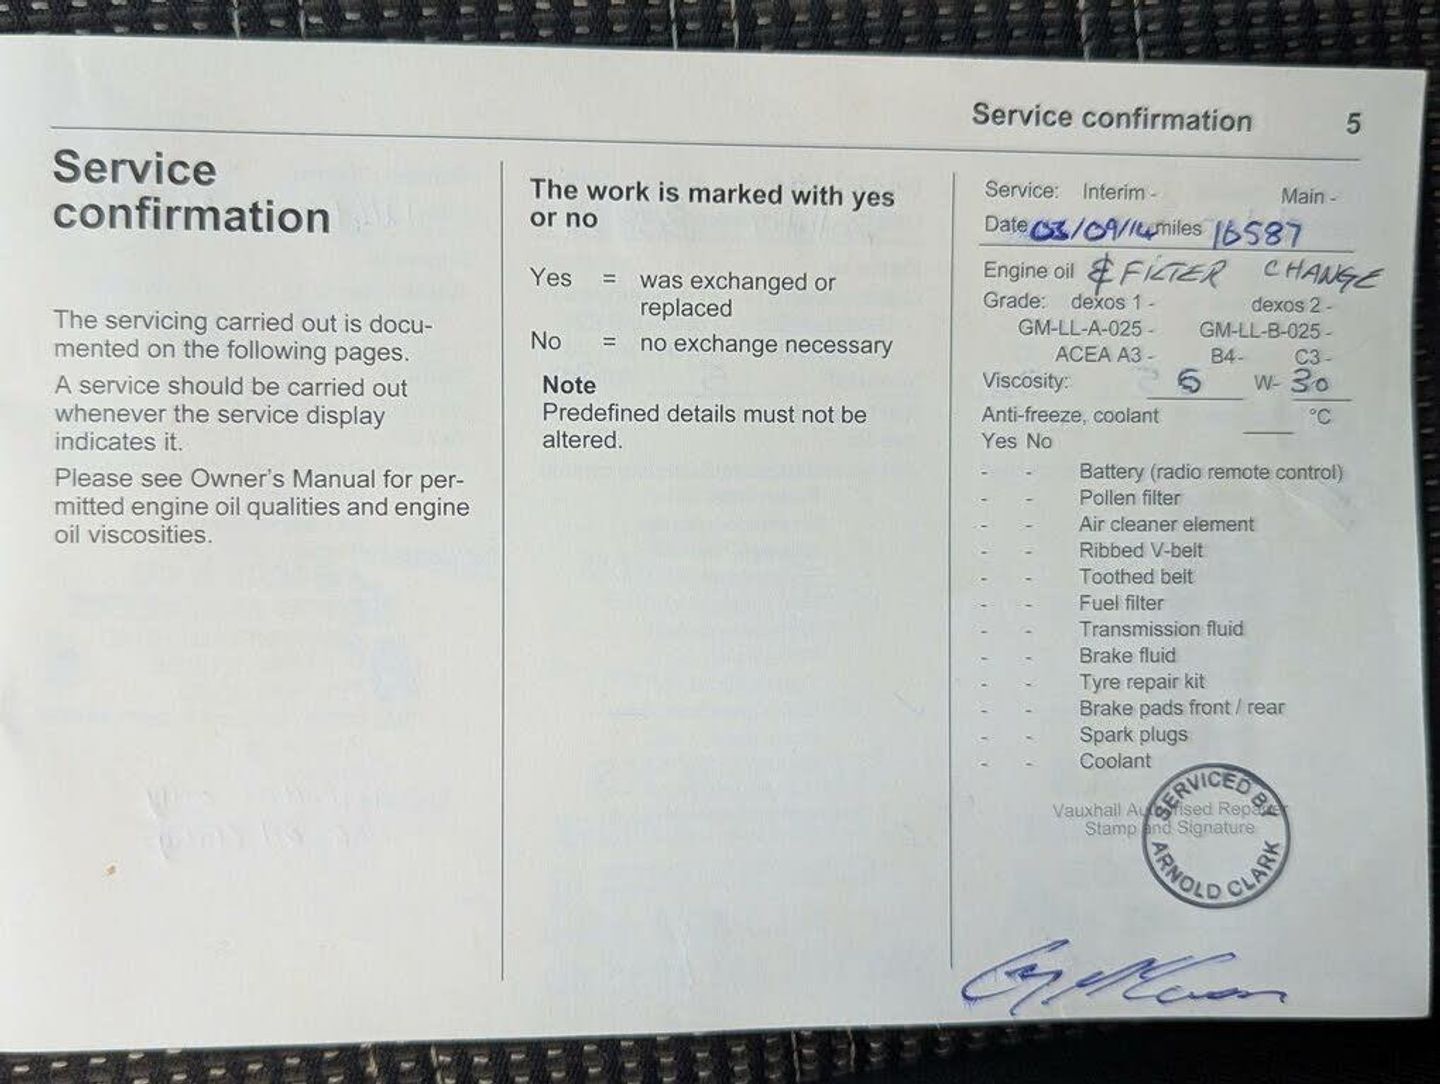 Service confirmation 5
Service
confirmation
The servicing carried out is docu-
mented on the following pages.
A service should be carried out
whenever the service display
indicates it.
Please see Owner's Manual for per-
mitted engine oil qualities and engine
oil viscosities.
The work is marked with yes
or no
Yes = was exchanged or
replaced
No = no exchange necessary
Note
Predefined details must not be
altered.
Service: Interim - Main -
Date 03/09/14 miles 16587
Engine oil & FILTER CHANGE
Grade: dexos 1 - dexos 2 -
GM-LL-A-025 - GM-LL-B-025 -
ACEA A3 - B4- C3 -
Viscosity: 5 W- 30
Anti-freeze, coolant ____ °C
Yes No
- - Battery (radio remote control)
- - Pollen filter
- - Air cleaner element
- - Ribbed V-belt
- - Toothed belt
- - Fuel filter
- - Transmission fluid
- - Brake fluid
- - Tyre repair kit
- - Brake pads front / rear
- - Spark plugs
- - Coolant
Vauxhall Authorised Repairer
Stamp and Signature
SERVICED BY
ARNOLD CLARK